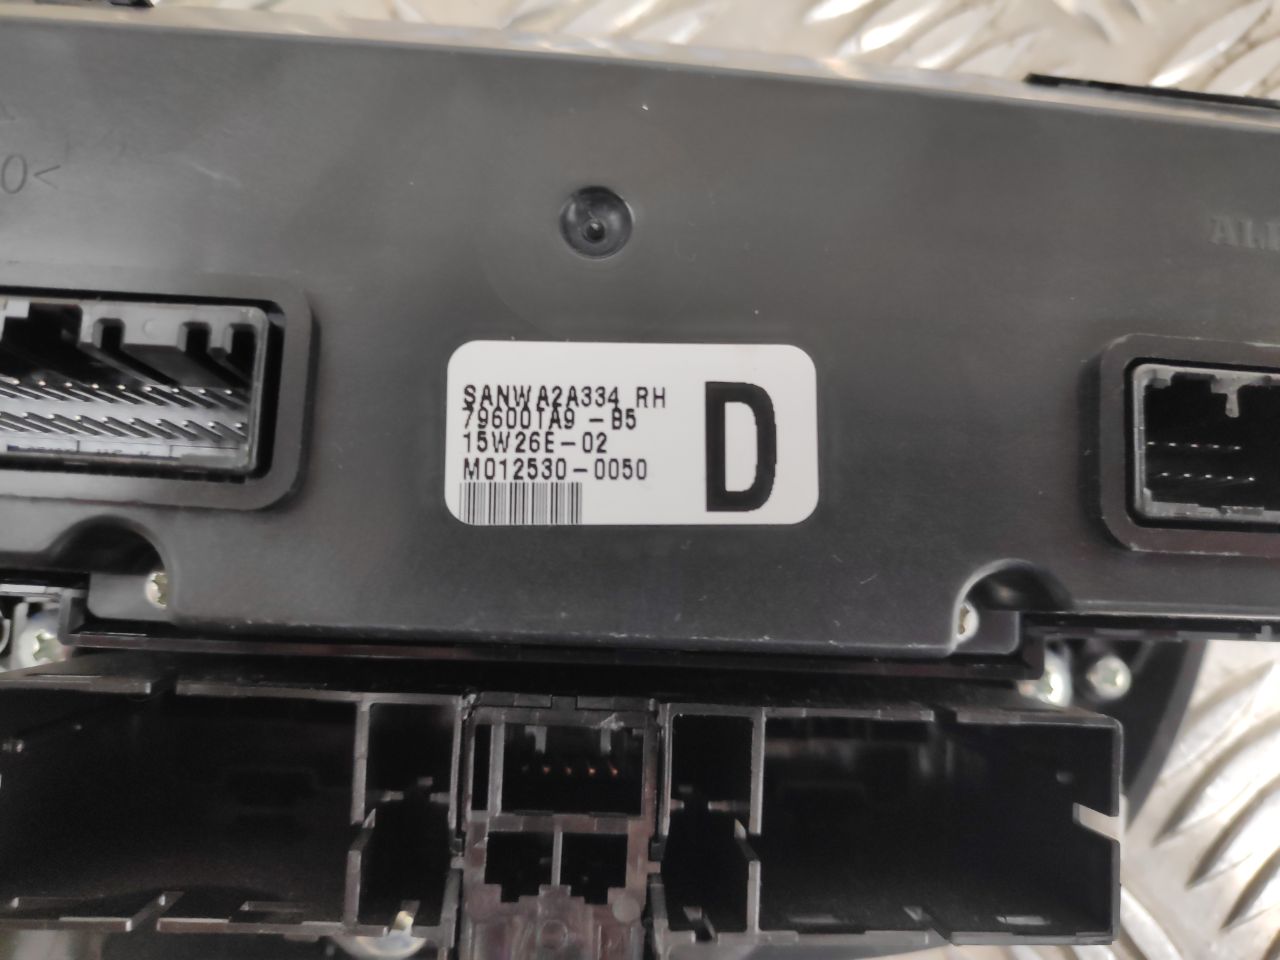 O<
SANWA2A334 RH
79600TA9 -B5
15W26E-02
M012530-0050
D